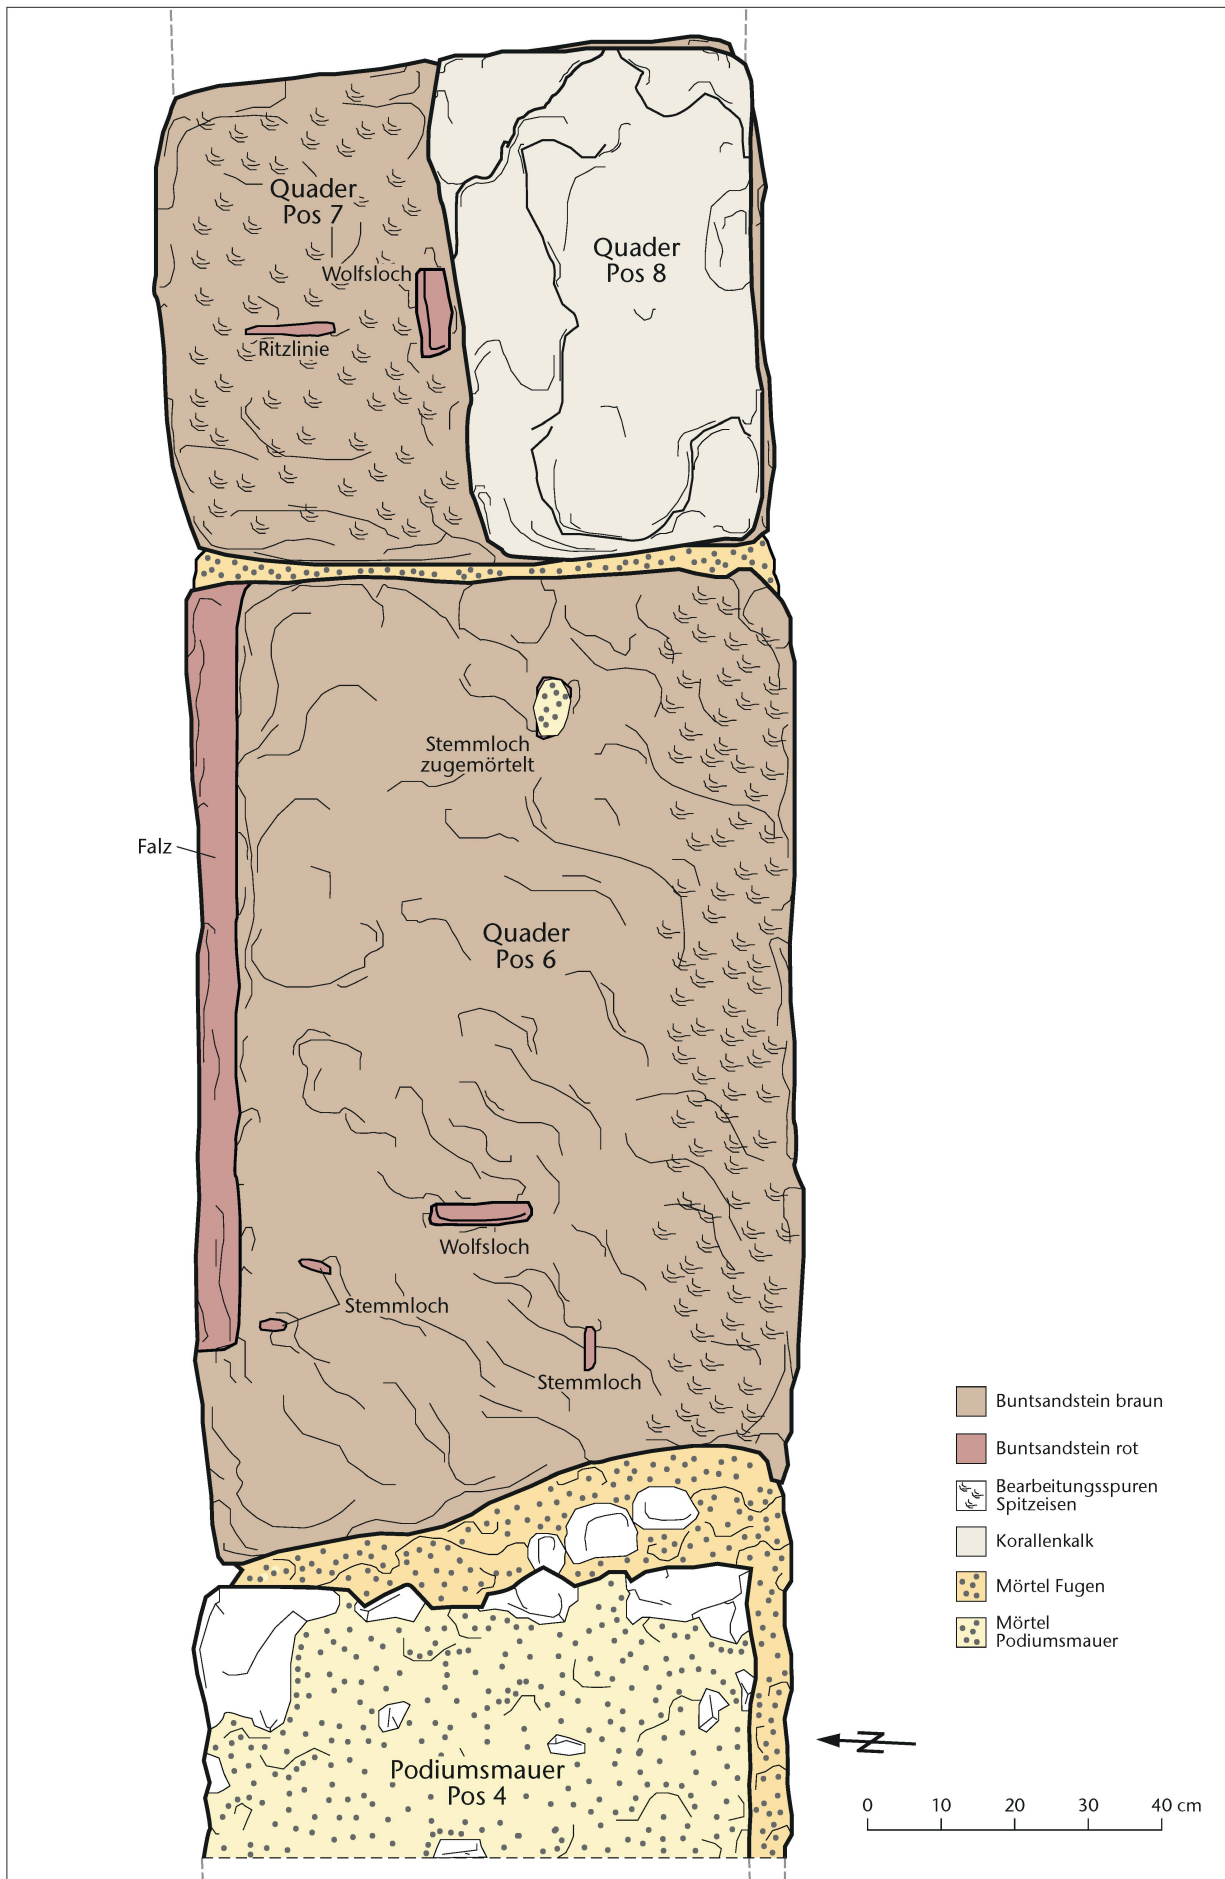 Quader
Pos 7
Quader
Pos 8
Wolfsloch
Ritzlinie
Stemmloch
zugemörtelt
Falz
Quader
Pos 6
Wolfsloch
Stemmloch
Stemmloch
Buntsandstein braun
Buntsandstein rot
Bearbeitungsspuren
Spitzeisen
Korallenkalk
Mörtel Fugen
Mörtel
Podiumsmauer
Podiumsmauer
Pos 4
N
0 10 20 30 40 cm